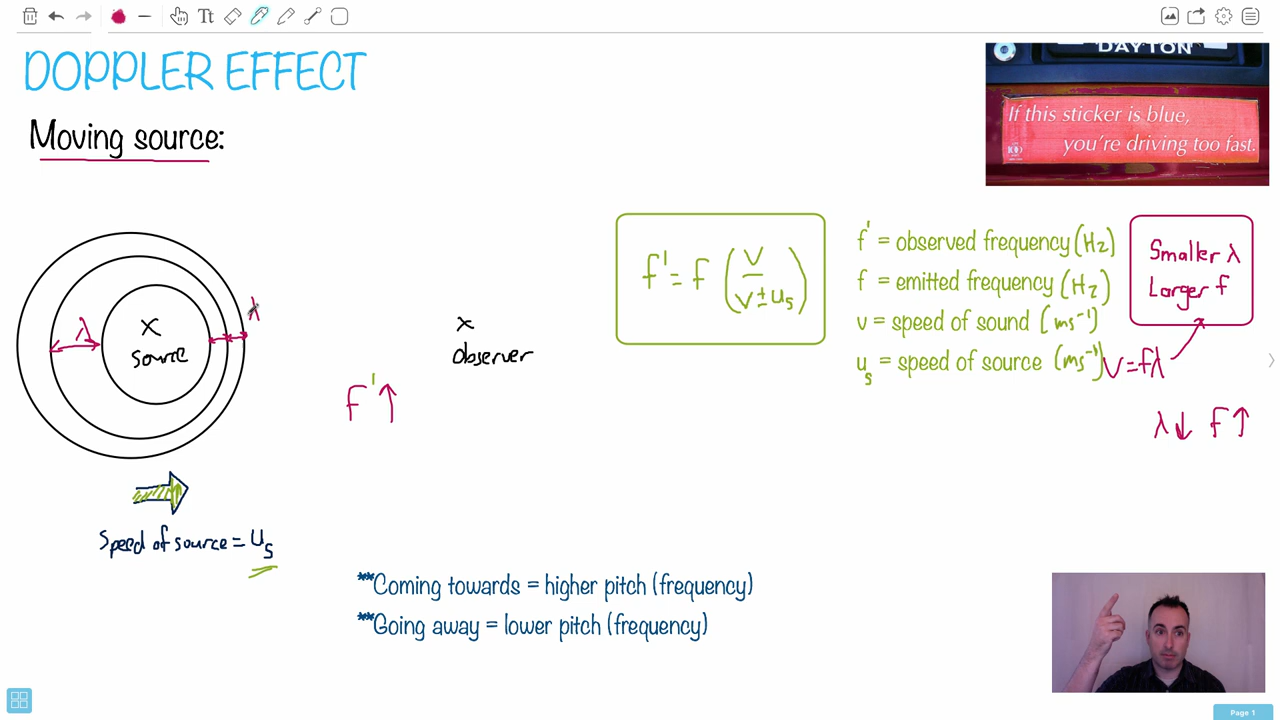 Tt
DOPPLER EFFECT
Moving source:
DAYTON
If this sticker is blue,
you're driving too fast.
f' = f (v / v ± us)
f' = observed frequency (Hz)
f = emitted frequency (Hz)
v = speed of sound (ms⁻¹)
us = speed of source (ms⁻¹)
Smaller λ
Larger f
v = fλ
λ↓ f↑
λ
λ
x
source
x
observer
f'↑
Speed of source = us
**Coming towards = higher pitch (frequency)
**Going away = lower pitch (frequency)
Page 1